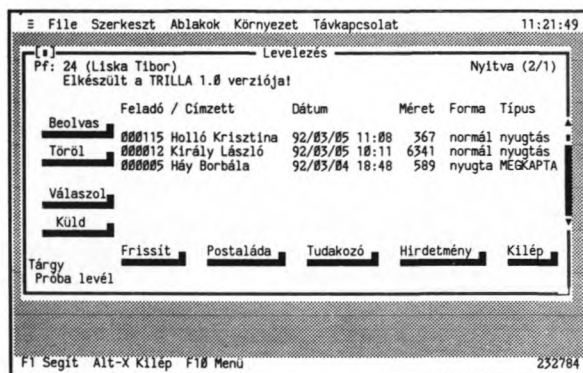 ≡ File Szerkeszt Ablakok Környezet Távkapcsolat 11:21:49
Levelezés
Pf: 24 (Liska Tibor) Nyitva (2/1)
Elkészült a TRILLA 1.0 verziója!
Feladó / Címzett Dátum Méret Forma Típus
Beolvas
000115 Holló Krisztina 92/03/05 11:08 367 normál nyugtás
Töröl 000012 Király László 92/03/05 10:11 6341 normál nyugtás
000005 Háy Borbála 92/03/04 18:48 589 nyugta MEGKAPTA
Válaszol
Küld
Frissít Postaláda Tudakozó Hirdetmény Kilép
Tárgy
Próba levél
F1 Segít Alt-X Kilép F10 Menü 232784